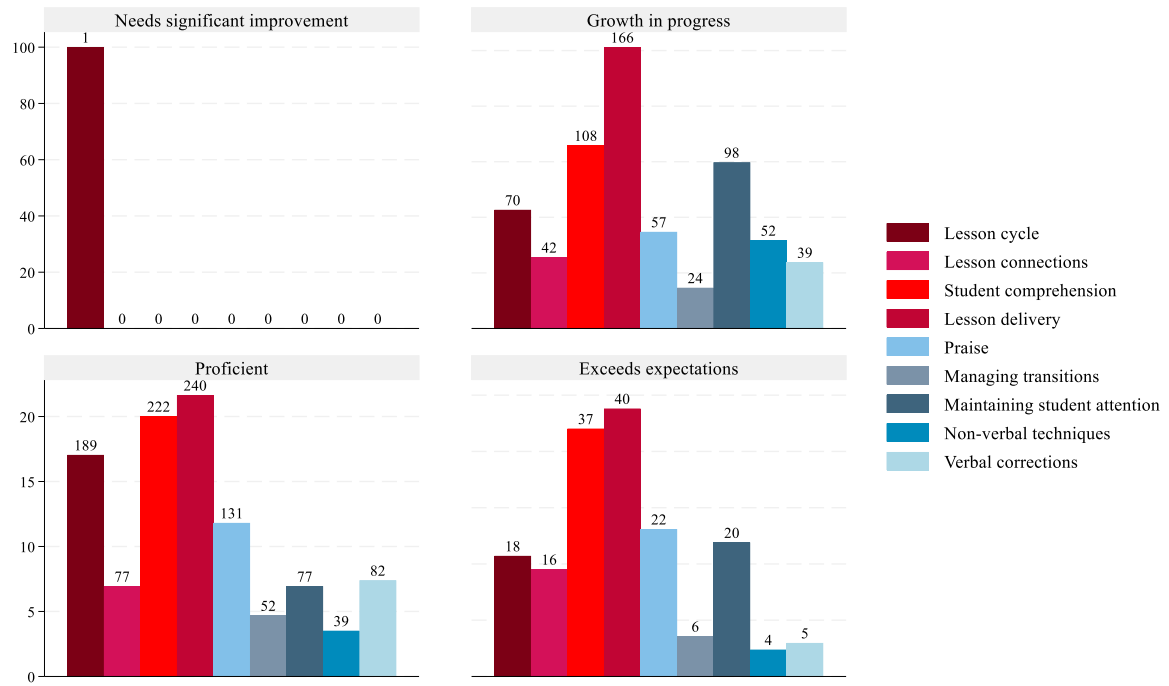 Needs significant improvement
100
80
60
40
20
0
1
0 0 0 0 0 0 0 0
Growth in progress
70
42
108
166
57
24
98
52
39
Proficient
20
15
10
5
0
189
77
222
240
131
52
77
39
82
Exceeds expectations
18
16
37
40
22
6
20
4
5
Lesson cycle
Lesson connections
Student comprehension
Lesson delivery
Praise
Managing transitions
Maintaining student attention
Non-verbal techniques
Verbal corrections